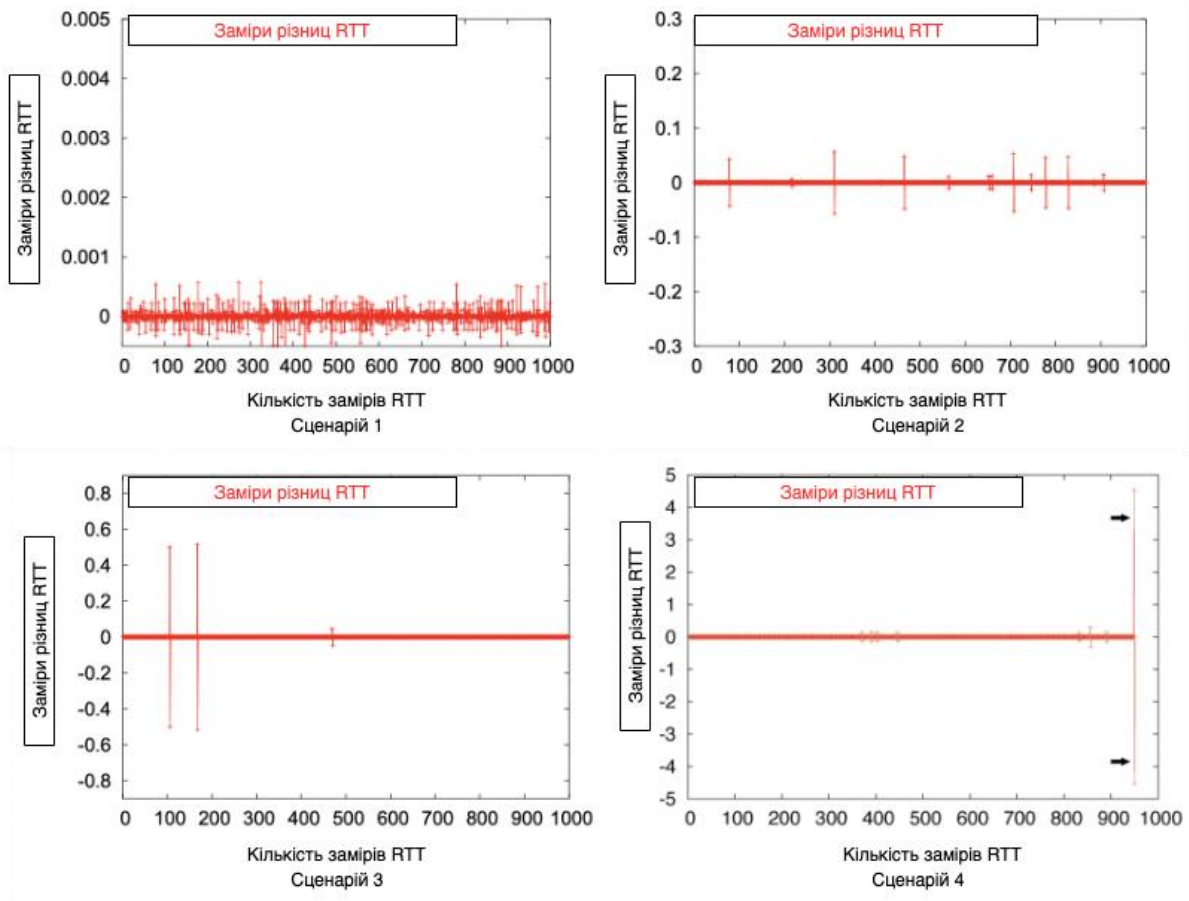 Заміри різниц RTT
Заміри різниц RTT
0.005
0.004
0.003
0.002
0.001
0
0 100 200 300 400 500 600 700 800 900 1000
Кількість замірів RTT
Сценарій 1
Заміри різниц RTT
Заміри різниц RTT
0.3
0.2
0.1
0
-0.1
-0.2
-0.3
0 100 200 300 400 500 600 700 800 900 1000
Кількість замірів RTT
Сценарій 2
Заміри різниц RTT
Заміри різниц RTT
0.8
0.6
0.4
0.2
0
-0.2
-0.4
-0.6
-0.8
0 100 200 300 400 500 600 700 800 900 1000
Кількість замірів RTT
Сценарій 3
Заміри різниц RTT
Заміри різниц RTT
5
4
3
2
1
0
-1
-2
-3
-4
-5
0 100 200 300 400 500 600 700 800 900 1000
Кількість замірів RTT
Сценарій 4